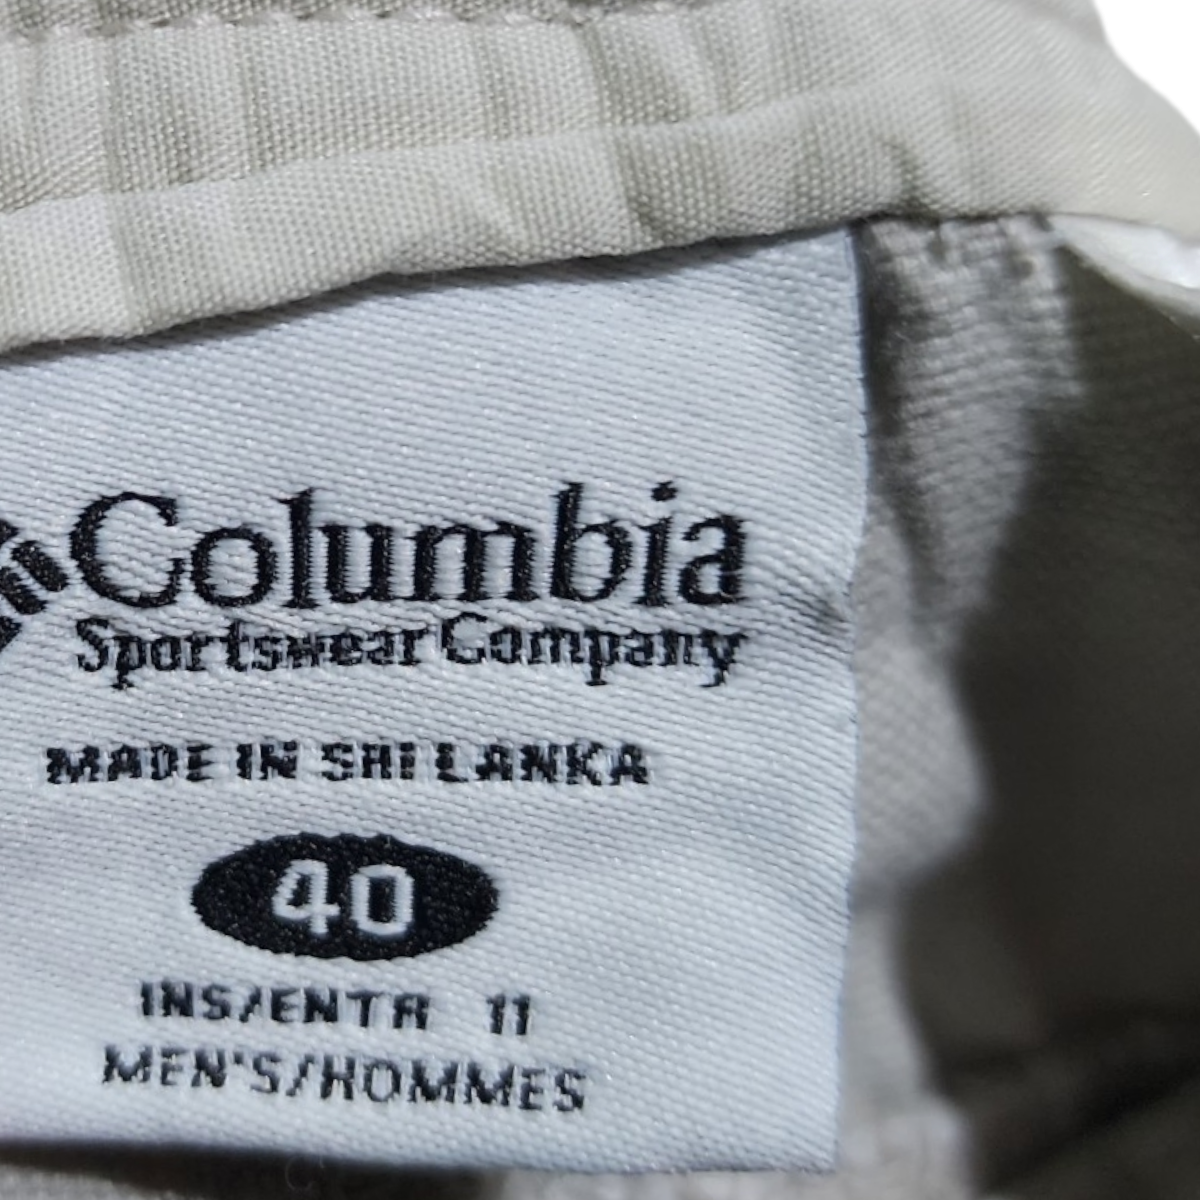 Columbia
Sportswear Company
MADE IN SRI LANKA
40
INS/ENTR 11
MEN'S/HOMMES